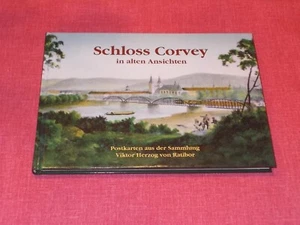 Schloss Corvey
in alten Ansichten
Postkarten aus der Sammlung
Viktor Herzog von Ratibor